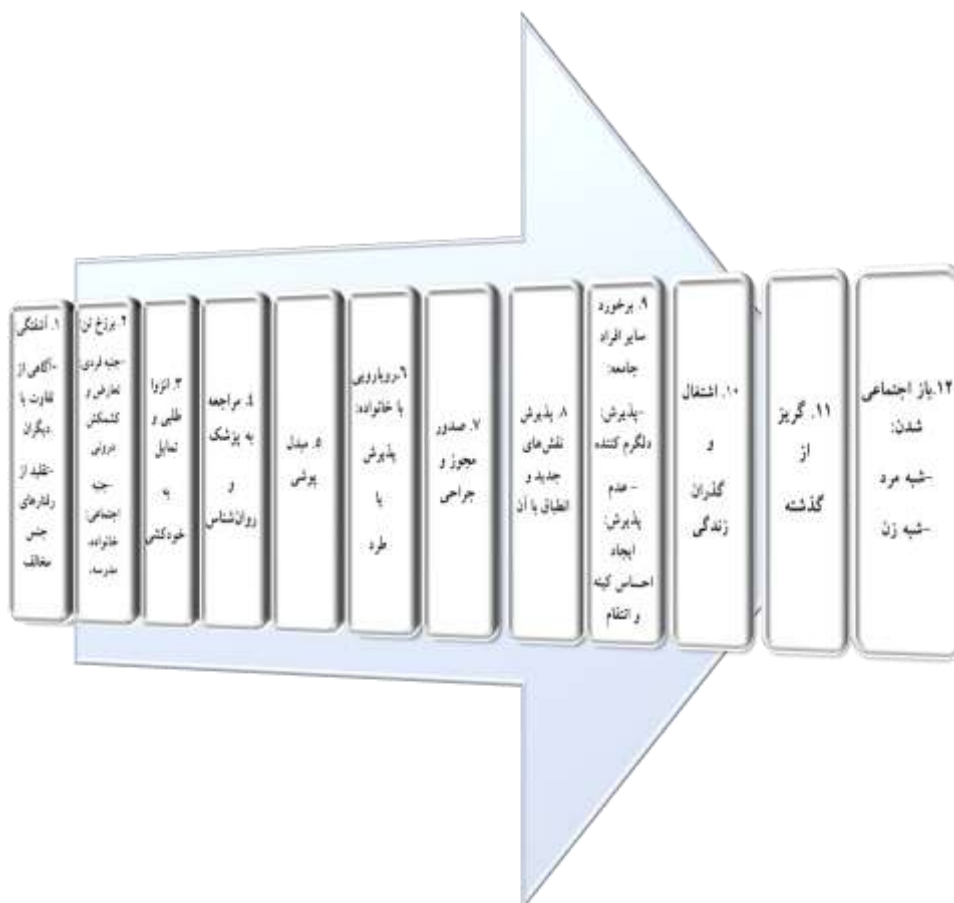 ۱. آشفتگی
-آگاهی از
تفاوت با
دیگران
-تقلید از
رفتارهای
جنس
مخالف
۲. برزخ تن:
-جنبه فردی:
تعارض و
کشمکش
درونی
-جنبه
اجتماعی:
خانواده،
مدرسه،
۳. انزوا
طلبی و
تمایل
به
خودکشی
٤. مراجعه
به پزشک
و
روان‌شناس
۵. مبدل
پوشی
۶.رویارویی
با خانواده:
پذیرش
یا
طرد
۷. صدور
مجوز و
جراحی
۸. پذیرش
نقش‌های
جدید و
انطباق با آن
۹. برخورد
سایر افراد
جامعه:
-پذیرش:
دلگرم کننده
- عدم
پذیرش:
ایجاد
احساس کینه
و انتقام
۱۰. اشتغال
و
گذران
زندگی
۱۱. گریز
از
گذشته
۱۲.باز اجتماعی
شدن:
-شبه مرد
-شبه زن